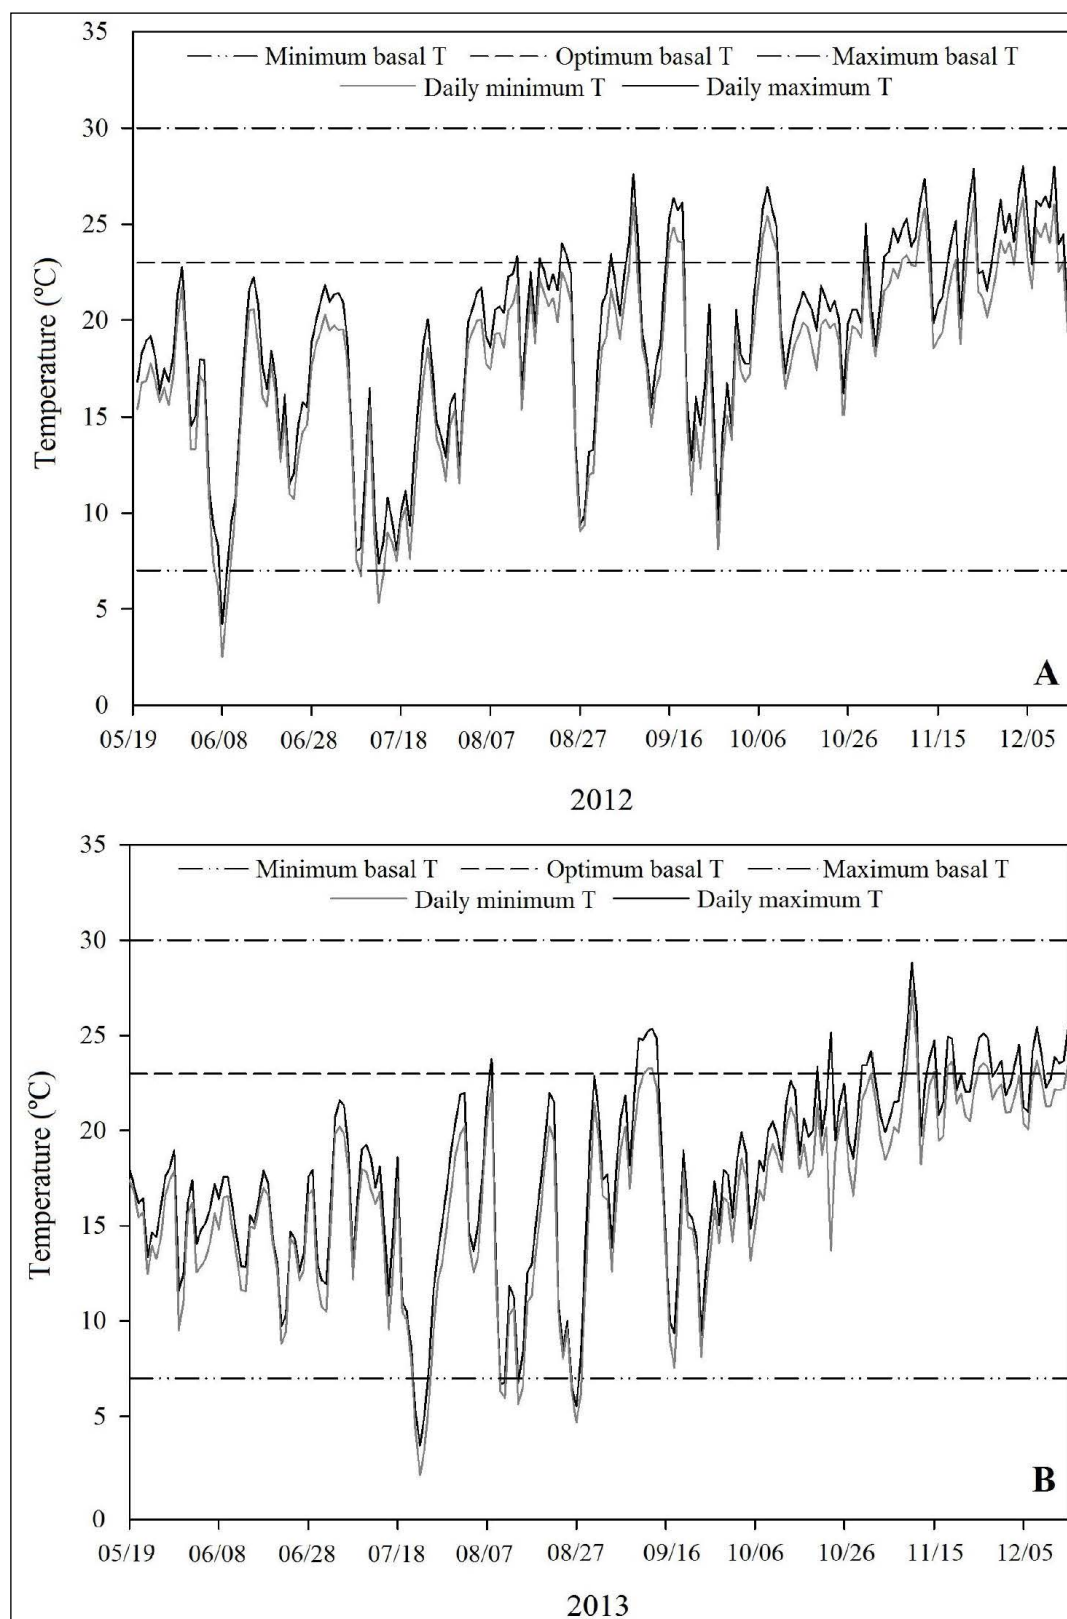 35
Minimum basal T Optimum basal T Maximum basal T
Daily minimum T Daily maximum T
30
25
20
15
10
5
0
Temperature (ºC)
A
05/19 06/08 06/28 07/18 08/07 08/27 09/16 10/06 10/26 11/15 12/05
2012
35
Minimum basal T Optimum basal T Maximum basal T
Daily minimum T Daily maximum T
30
25
20
15
10
5
0
Temperature (ºC)
B
05/19 06/08 06/28 07/18 08/07 08/27 09/16 10/06 10/26 11/15 12/05
2013